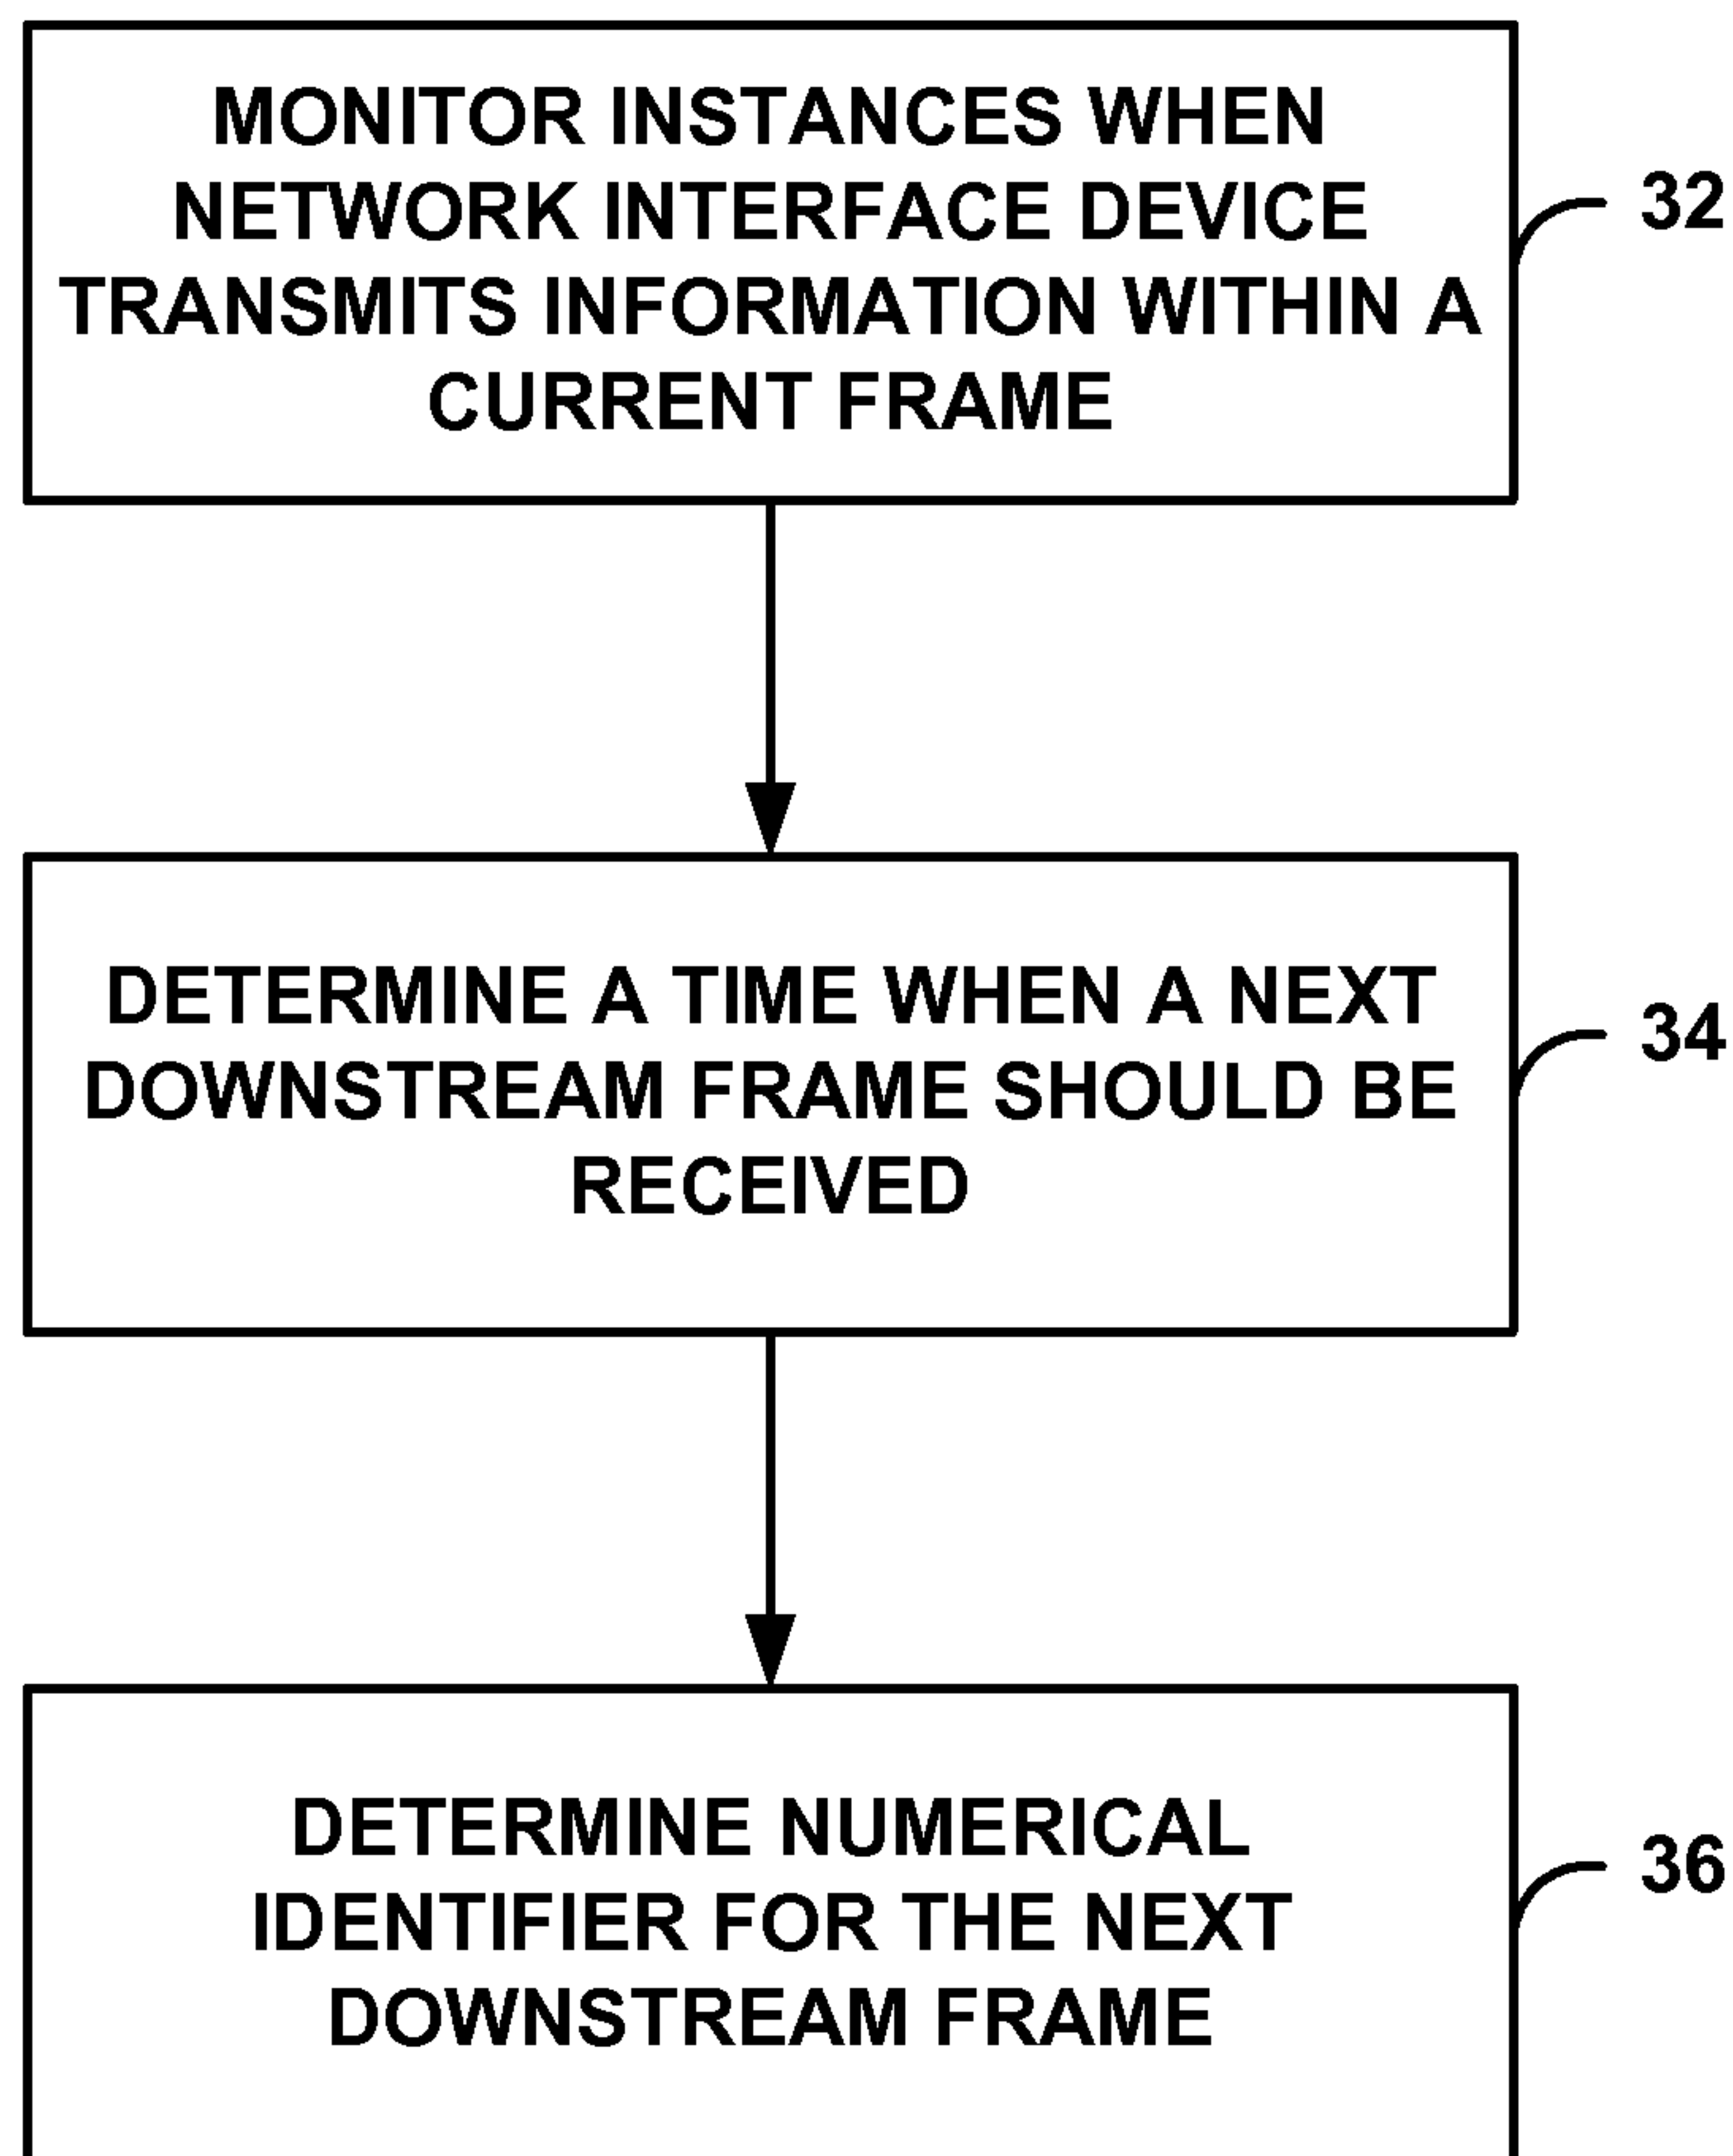 MONITOR INSTANCES WHEN
NETWORK INTERFACE DEVICE
TRANSMITS INFORMATION WITHIN A
CURRENT FRAME
32
DETERMINE A TIME WHEN A NEXT
DOWNSTREAM FRAME SHOULD BE
RECEIVED
34
DETERMINE NUMERICAL
IDENTIFIER FOR THE NEXT
DOWNSTREAM FRAME
36